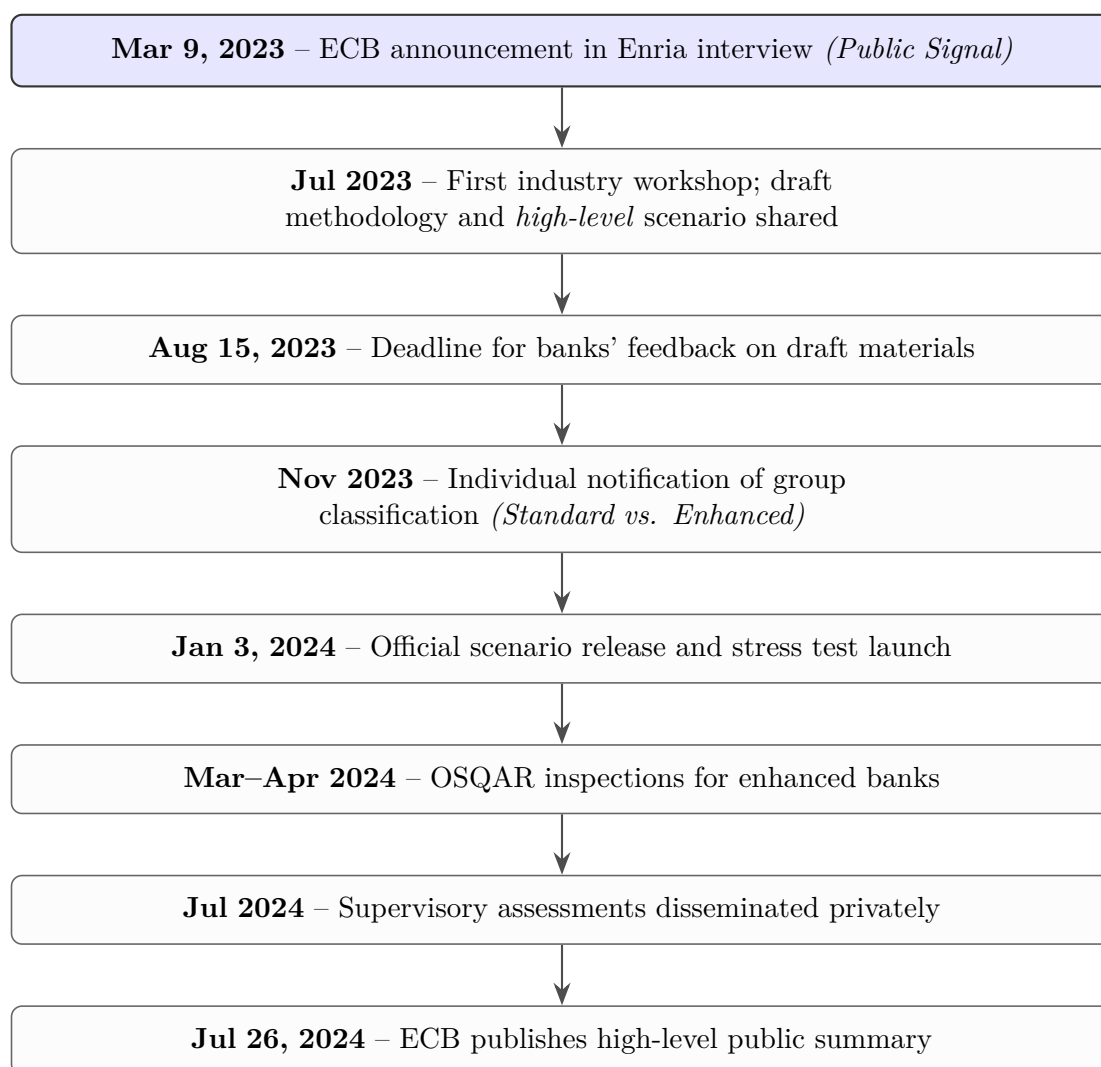 Mar 9, 2023 – ECB announcement in Enria interview (Public Signal)
Jul 2023 – First industry workshop; draft
methodology and high-level scenario shared
Aug 15, 2023 – Deadline for banks’ feedback on draft materials
Nov 2023 – Individual notification of group
classification (Standard vs. Enhanced)
Jan 3, 2024 – Official scenario release and stress test launch
Mar–Apr 2024 – OSQAR inspections for enhanced banks
Jul 2024 – Supervisory assessments disseminated privately
Jul 26, 2024 – ECB publishes high-level public summary